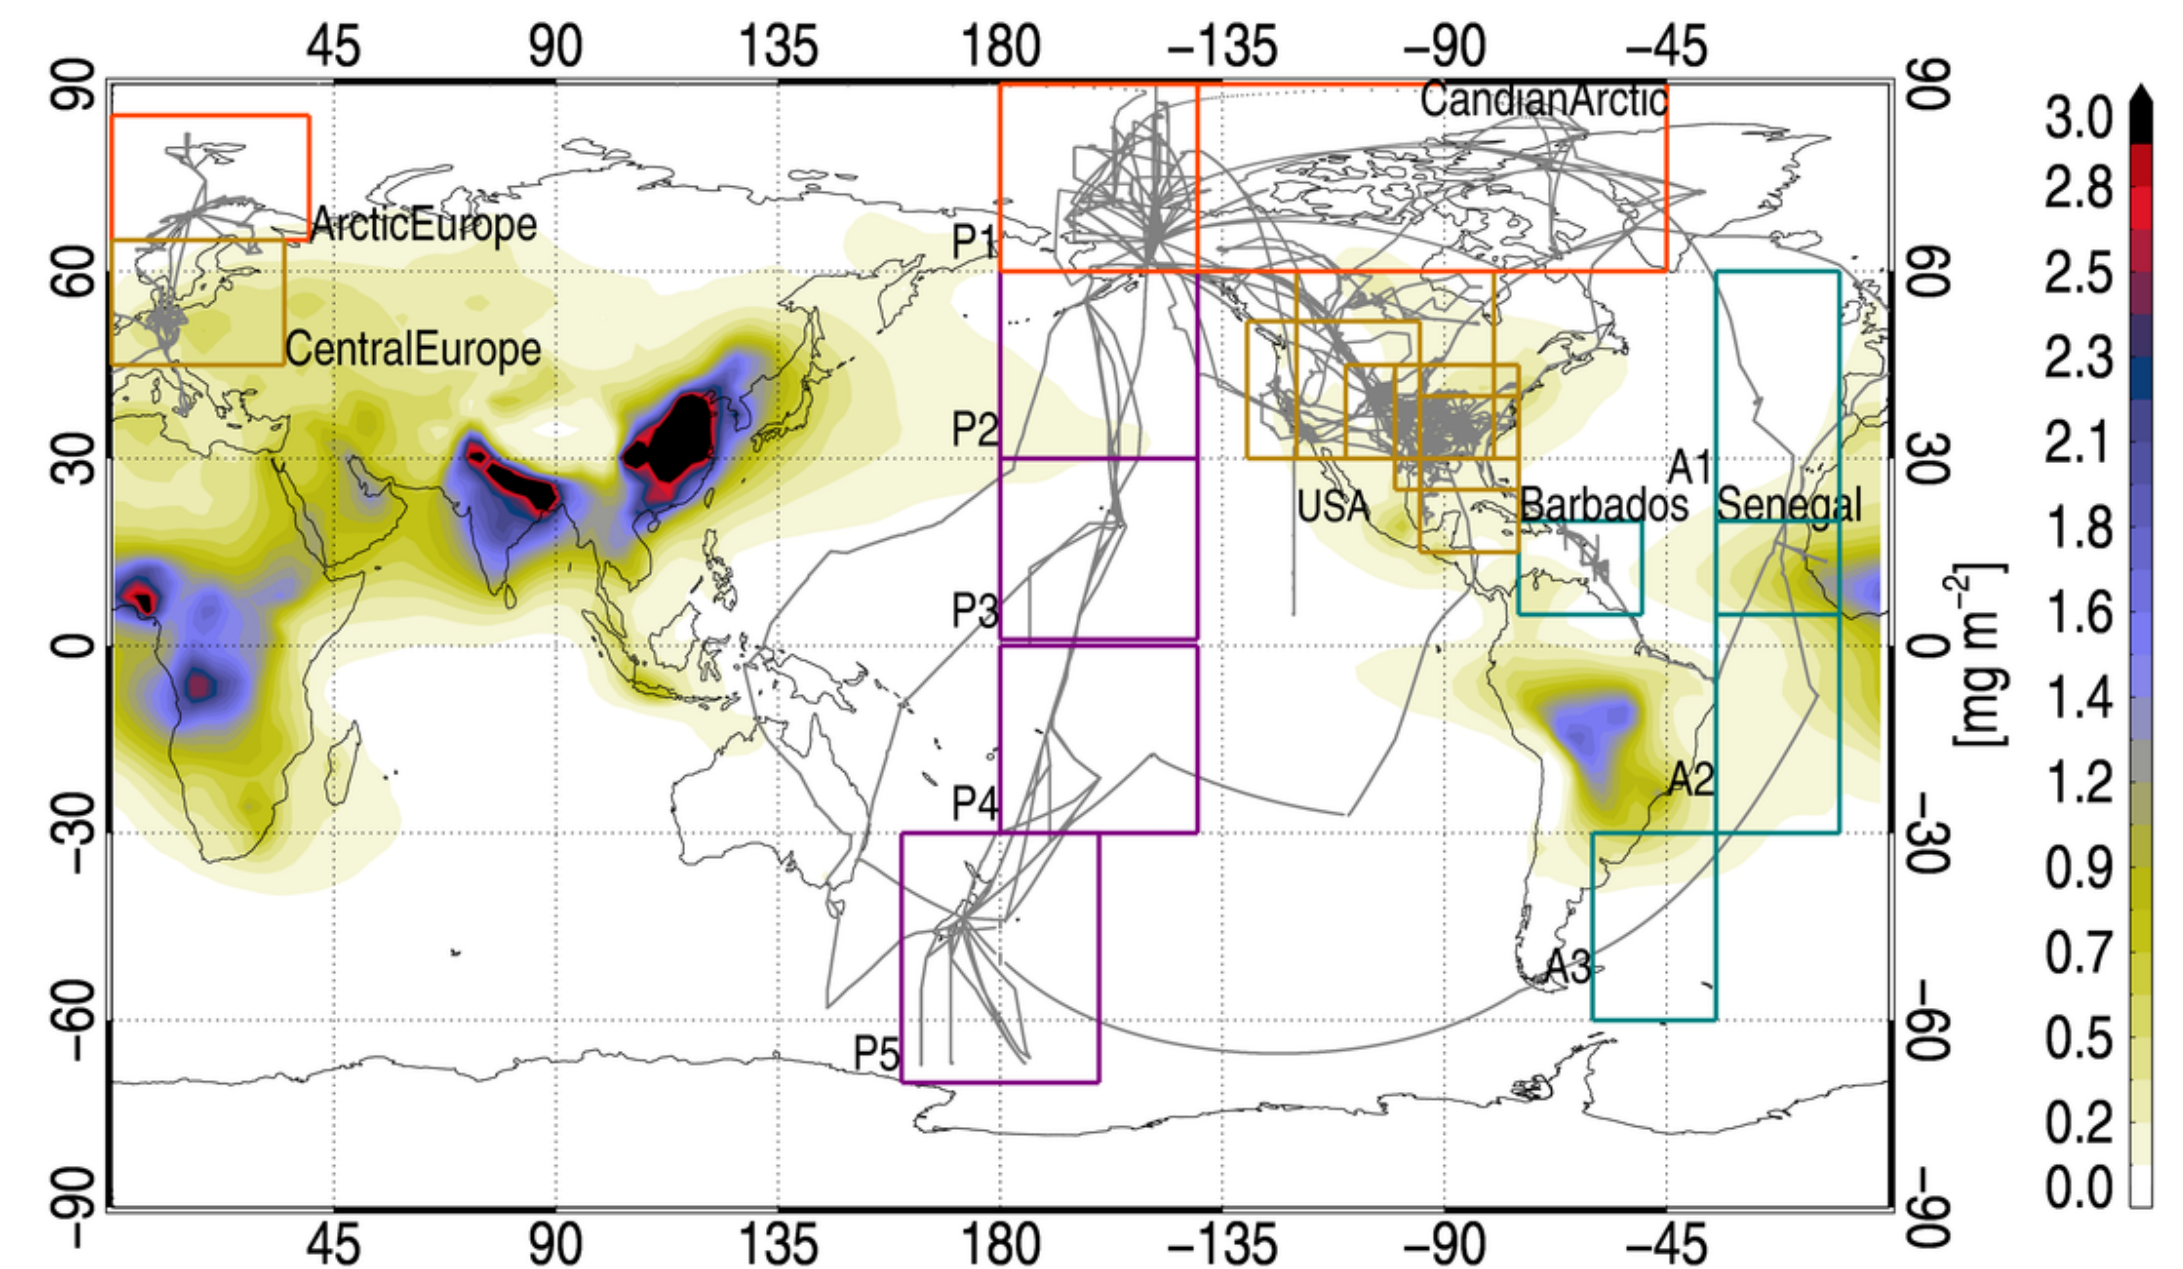 45 90 135 180 −135 −90 −45
90 90
CandianArctic
3.0
2.8
ArcticEurope
P1
60 60
2.5
CentralEurope
2.3
P2
30 30
2.1
A1
USA Barbados Senegal
1.8
P3
1.6
0 0
[mg m−2]
1.4
A2
1.2
P4
−30 −30
0.9
0.7
A3
−60 −60
0.5
P5
0.2
0.0
−90 −90
45 90 135 180 −135 −90 −45